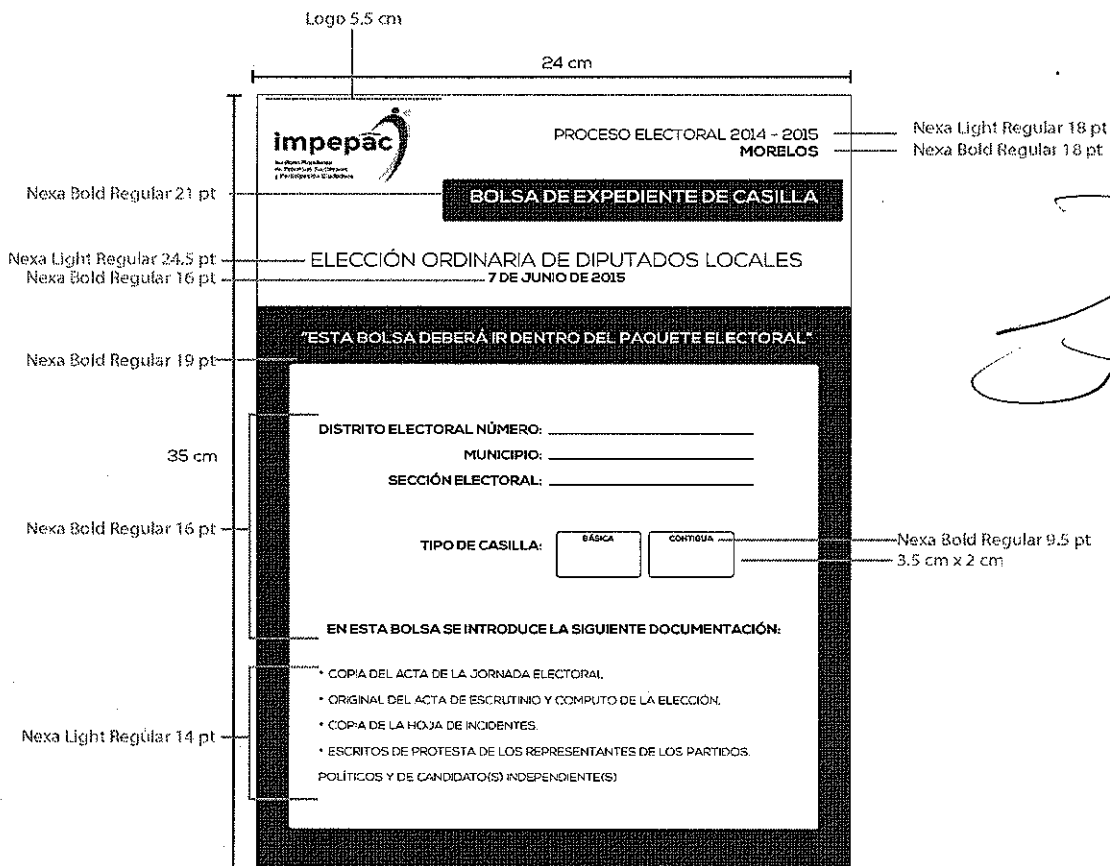 Logo 5.5 cm
24 cm
impepac
Instituto Morelense
de Procesos Electorales
y Participación Ciudadana
PROCESO ELECTORAL 2014 - 2015
MORELOS
Nexa Light Regular 18 pt
Nexa Bold Regular 18 pt
Nexa Bold Regular 21 pt
BOLSA DE EXPEDIENTE DE CASILLA
Nexa Light Regular 24.5 pt
ELECCIÓN ORDINARIA DE DIPUTADOS LOCALES
Nexa Bold Regular 16 pt
7 DE JUNIO DE 2015
"ESTA BOLSA DEBERÁ IR DENTRO DEL PAQUETE ELECTORAL"
Nexa Bold Regular 19 pt
35 cm
DISTRITO ELECTORAL NÚMERO:
MUNICIPIO:
SECCIÓN ELECTORAL:
Nexa Bold Regular 16 pt
TIPO DE CASILLA:
BÁSICA
CONTIGUA
Nexa Bold Regular 9.5 pt
3.5 cm x 2 cm
EN ESTA BOLSA SE INTRODUCE LA SIGUIENTE DOCUMENTACIÓN:
Nexa Light Regular 14 pt
* COPIA DEL ACTA DE LA JORNADA ELECTORAL.
* ORIGINAL DEL ACTA DE ESCRUTINIO Y COMPUTO DE LA ELECCIÓN.
* COPIA DE LA HOJA DE INCIDENTES.
* ESCRITOS DE PROTESTA DE LOS REPRESENTANTES DE LOS PARTIDOS.
POLÍTICOS Y DE CANDIDATO(S) INDEPENDIENTE(S)